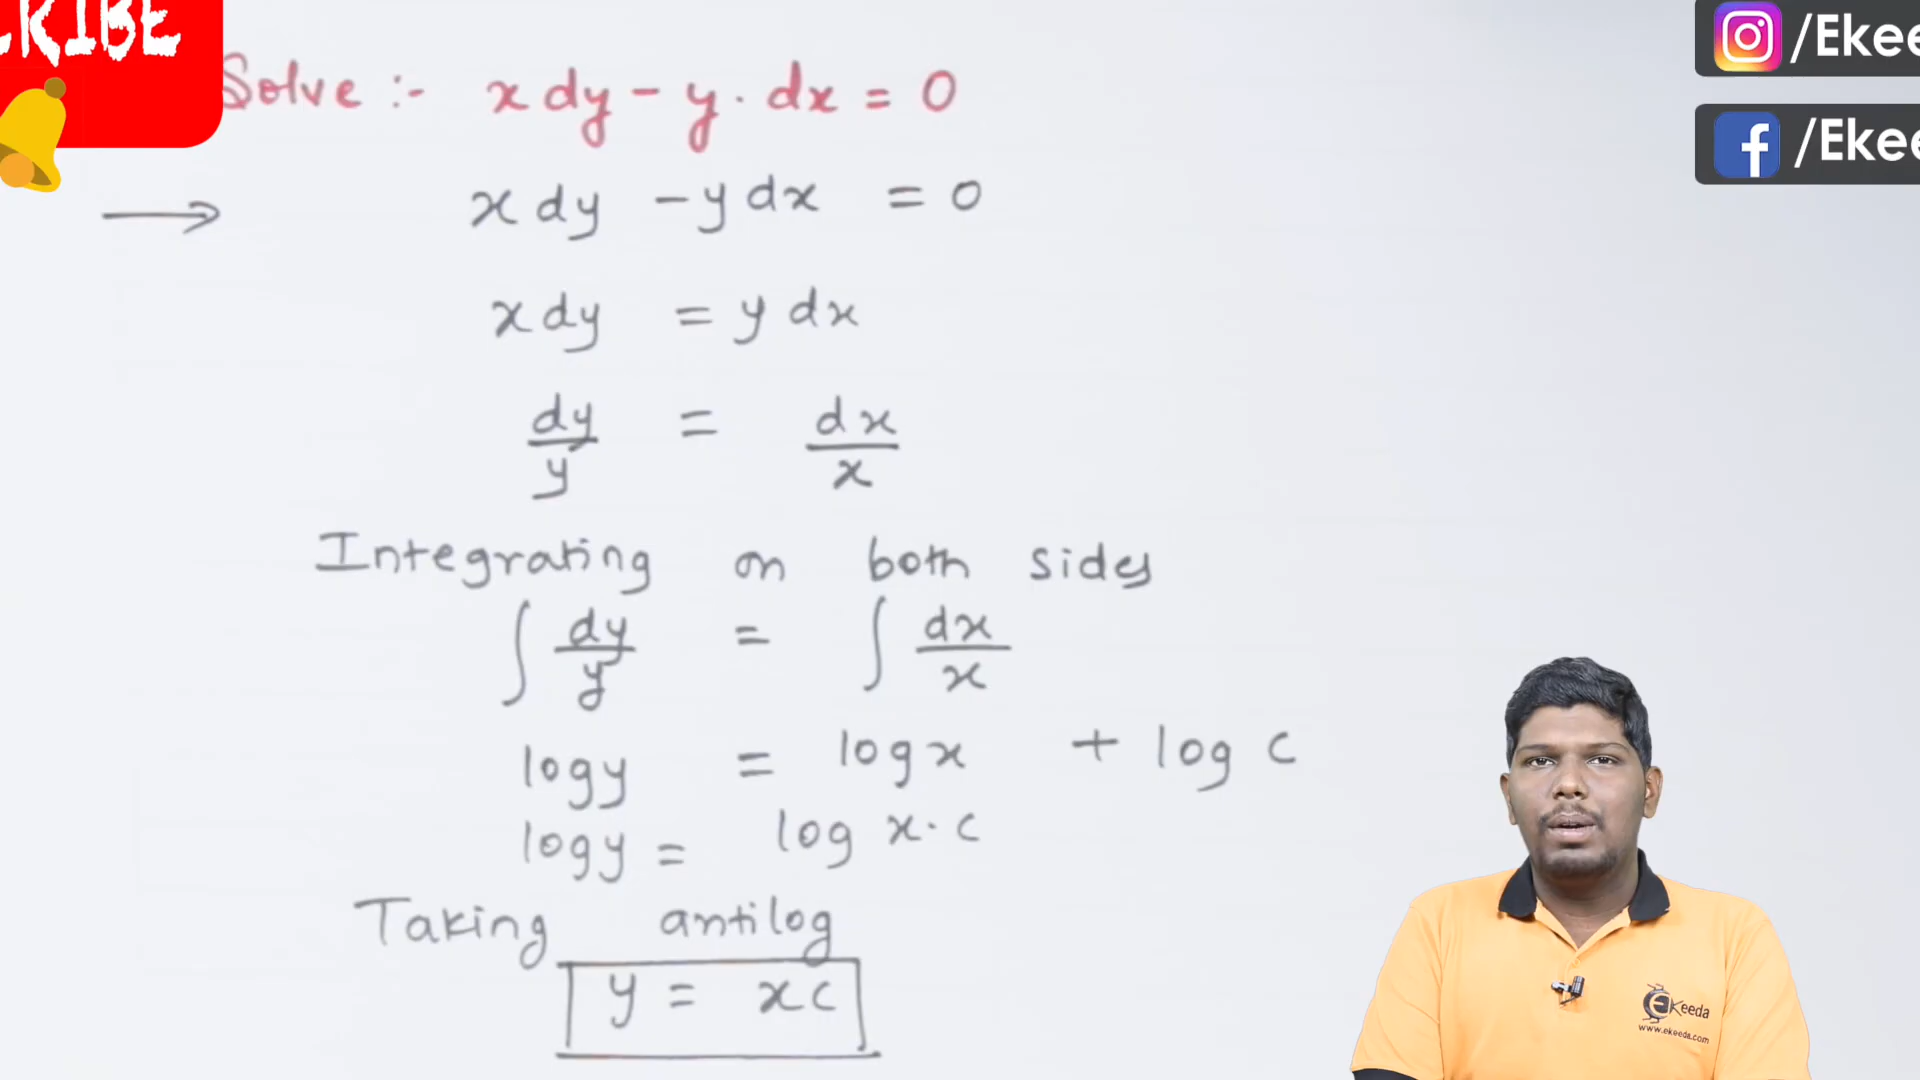 CRIBE
/Ekee
Solve :- x dy - y . dx = 0
/Ekee
x dy - y dx = 0
x dy = y dx
dy/y = dx/x
Integrating on both sides
∫ dy/y = ∫ dx/x
log y = log x + log c
log y = log x . c
Taking antilog
y = xc
EKeeda
www.ekeeda.com